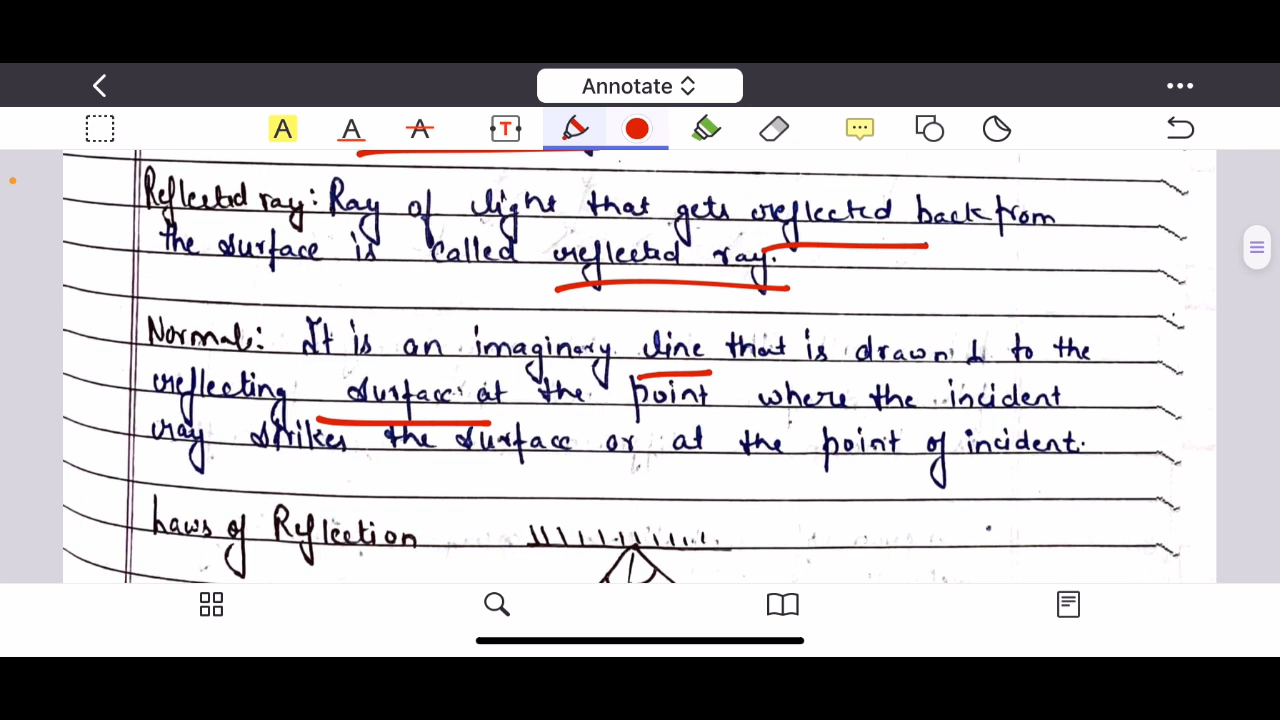 Annotate
A A A T
Reflected ray: Ray of light that gets reflected back from
the surface is called reflected ray.
Normal: It is an imaginary line that is drawn ⊥ to the
reflecting surface at the point where the incident
ray strikes the surface or at the point of incident.
Laws of Reflection